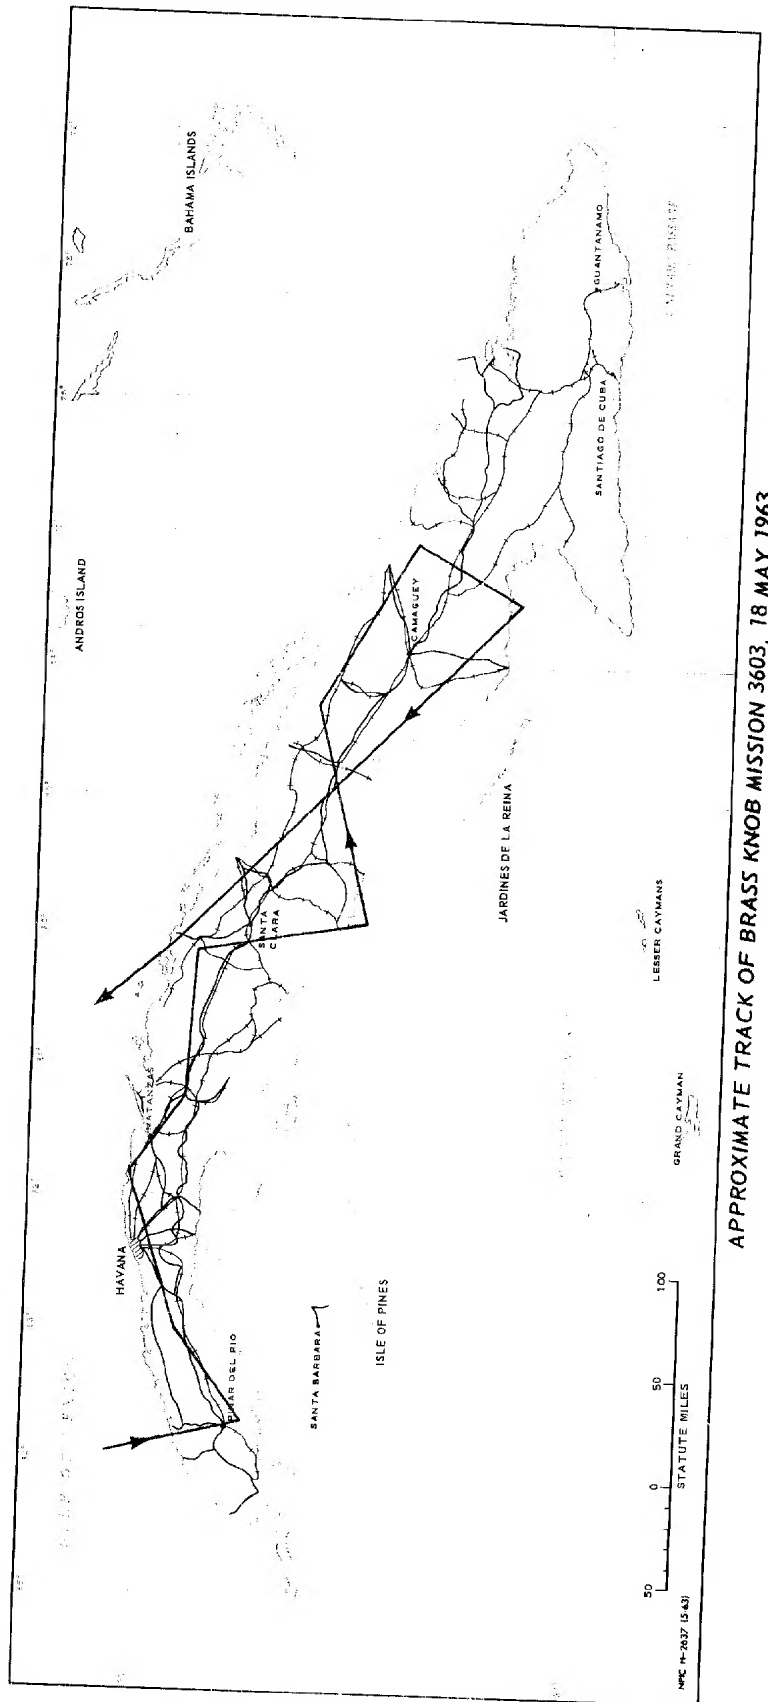 BAHAMA ISLANDS
ANDROS ISLAND
HAVANA
MATANZAS
PINAR DEL RIO
SANTA BARBARA
ISLE OF PINES
SANTA
CLARA
CAMAGUEY
JARDINES DE LA REINA
SANTIAGO DE CUBA
GUANTANAMO
LESSER CAYMANS
GRAND CAYMAN
50 0 50 100
STATUTE MILES
NPIC H-2637 (5-63)
APPROXIMATE TRACK OF BRASS KNOB MISSION 3603, 18 MAY 1963